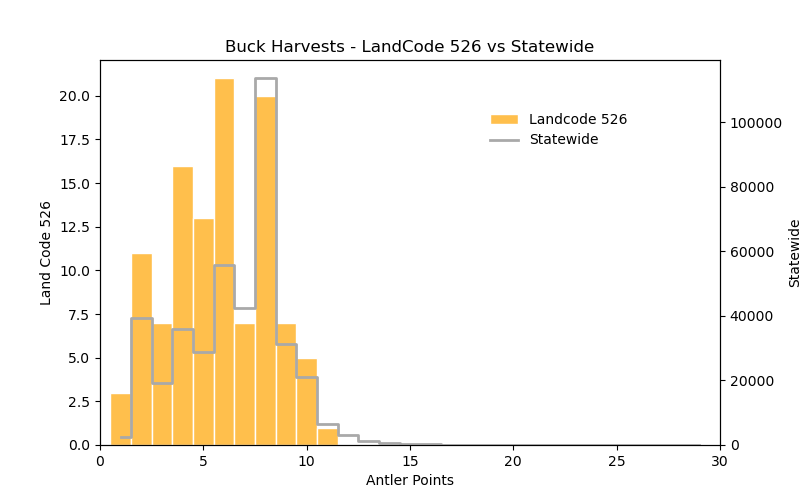 Buck Harvests - LandCode 526 vs Statewide
20.0
17.5
15.0
12.5
10.0
7.5
5.0
2.5
0.0
Land Code 526
Landcode 526
Statewide
100000
80000
60000
40000
20000
0
Statewide
0 5 10 15 20 25 30
Antler Points